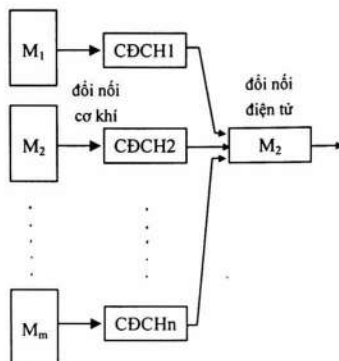 M₁
CĐCH1
đổi nối
cơ khí
đổi nối
điện tử
M₂
CĐCH2
M₂
Mₘ
CĐCHn